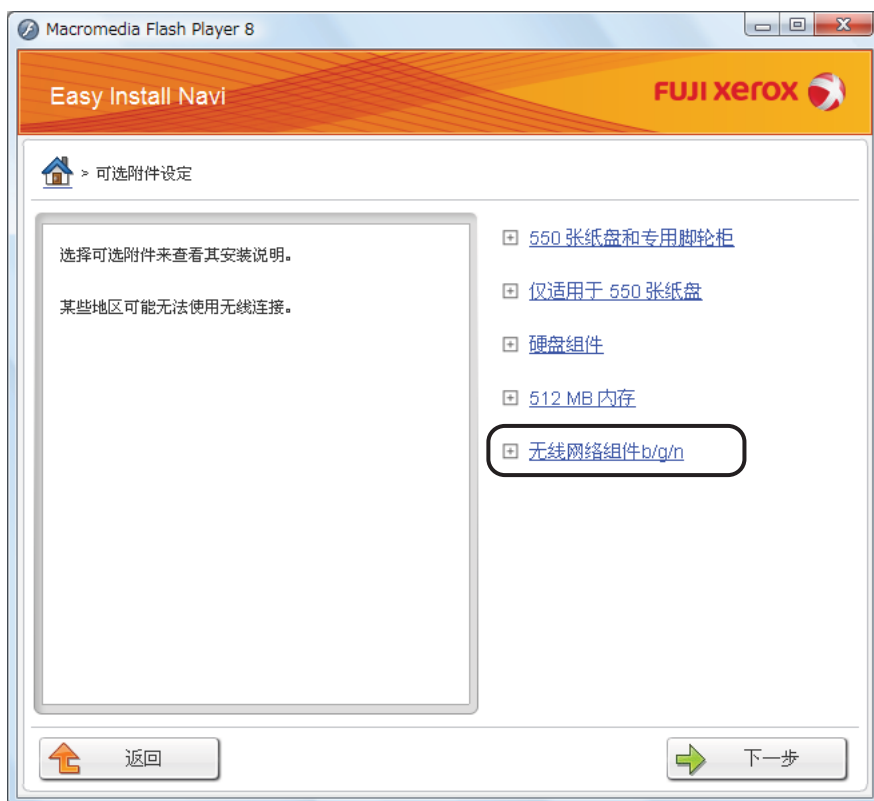 Macromedia Flash Player 8
Easy Install Navi
FUJI xerox
> 可选附件设定
选择可选附件来查看其安装说明。
某些地区可能无法使用无线连接。
550 张纸盘和专用脚轮柜
仅适用于 550 张纸盘
硬盘组件
512 MB 内存
无线网络组件b/g/n
返回
下一步